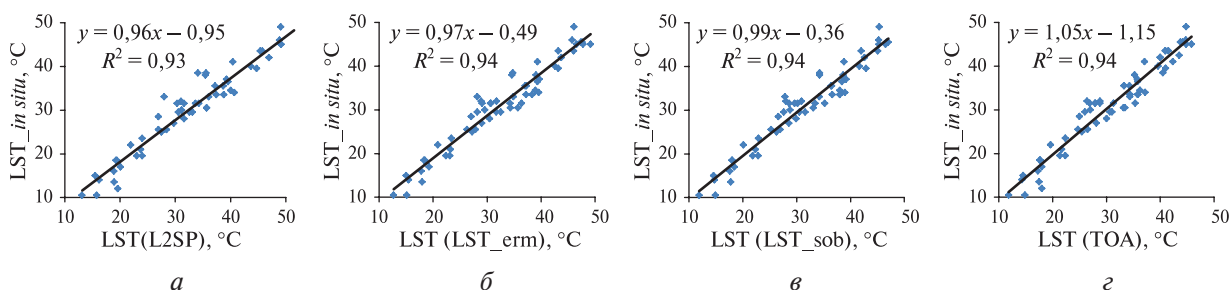 50
40
30
20
10
LST_in situ, °C
y = 0,96x – 0,95
R² = 0,93
10 20 30 40 50
LST(L2SP), °C
а
50
40
30
20
10
LST_in situ, °C
y = 0,97x – 0,49
R² = 0,94
10 20 30 40 50
LST (LST_erm), °C
б
50
40
30
20
10
LST_in situ, °C
y = 0,99x – 0,36
R² = 0,94
10 20 30 40 50
LST (LST_sob), °C
в
50
40
30
20
10
LST_in situ, °C
y = 1,05x – 1,15
R² = 0,94
10 20 30 40 50
LST (TOA), °C
г